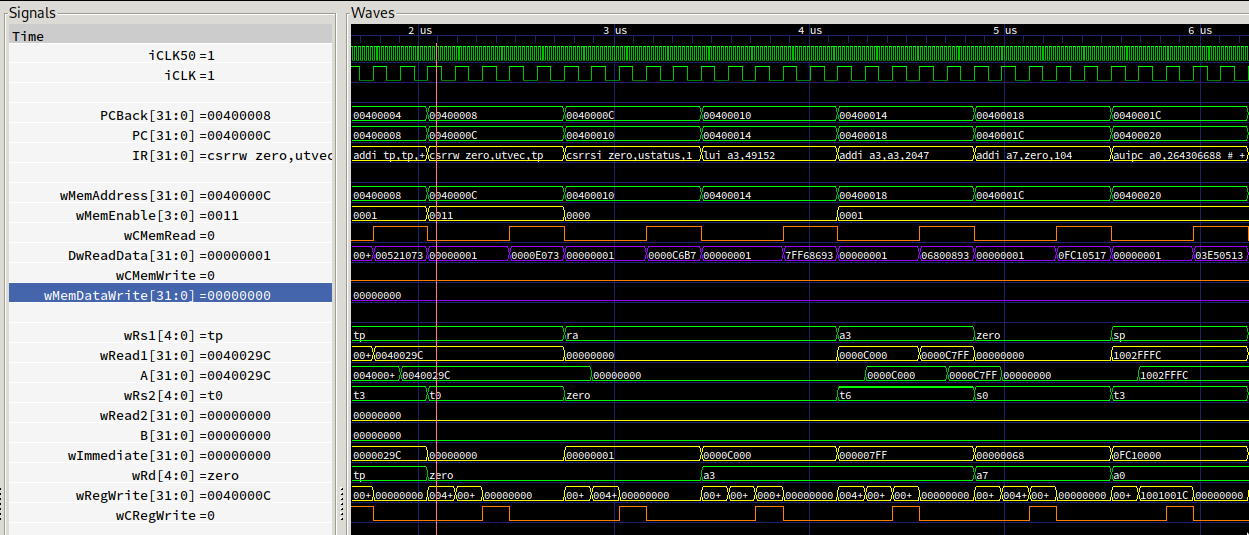 Signals
Waves
Time
2 us 3 us 4 us 5 us 6 us
iCLK50 =1
iCLK =1
PCBack[31:0] =00400008 00400004 00400008 0040000C 00400010 00400014 00400018 0040001C
PC[31:0] =0040000C 00400008 0040000C 00400010 00400014 00400018 0040001C 00400020
IR[31:0] =csrrw zero,utvec addi tp,tp,+ csrrw zero,utvec,tp csrrsi zero,ustatus,1 lui a3,49152 addi a3,a3,2047 addi a7,zero,104 auipc a0,264306688 # +
wMemAddress[31:0] =0040000C 00400008 0040000C 00400010 00400014 00400018 0040001C 00400020
wMemEnable[3:0] =0011 0001 0011 0000 0001
wCMemRead =0
DwReadData[31:0] =00000001 00+ 00521073 00000001 0000E073 00000001 0000C6B7 00000001 7FF68693 00000001 06800893 00000001 0FC10517 00000001 03E50513
wCMemWrite =0
wMemDataWrite[31:0] =00000000 00000000
wRs1[4:0] =tp tp ra a3 zero sp
wRead1[31:0] =0040029C 00+ 0040029C 00000000 0000C000 0000C7FF 00000000 1002FFFC
A[31:0] =0040029C 004000+ 0040029C 00000000 0000C000 0000C7FF 00000000 1002FFFC
wRs2[4:0] =t0 t3 t0 zero t6 s0 t3
wRead2[31:0] =00000000 00000000
B[31:0] =00000000 00000000
wImmediate[31:0] =00000000 0000029C 00000000 00000001 0000C000 000007FF 00000068 0FC10000
wRd[4:0] =zero tp zero a3 a7 a0
wRegWrite[31:0] =0040000C 00+ 00000000 004+ 00+ 00000000 00+ 004+ 00000000 00+ 00+ 000+ 00000000 004+ 00+ 00+ 00000000 00+ 004+ 00+ 00000000 00+ 1001001C 00000000
wCRegWrite =0